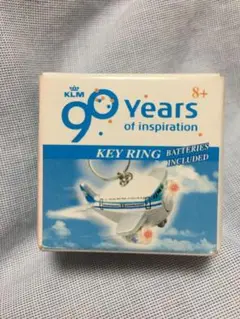 KLM
90 Years
of inspiration
8+
KEY RING
BATTERIES
INCLUDED